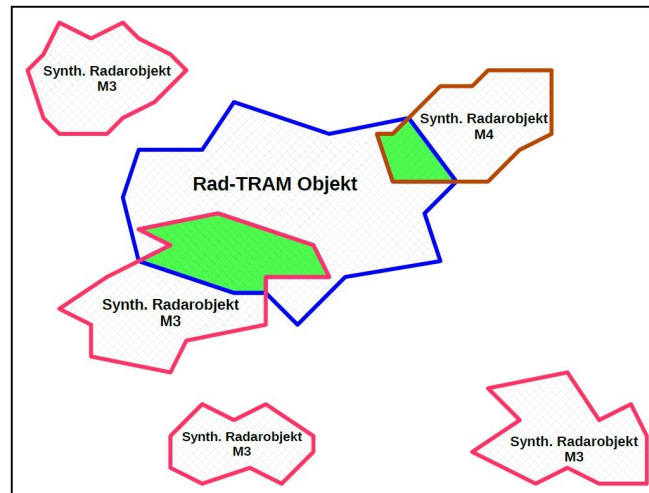 Synth. Radarobjekt
M3
Synth. Radarobjekt
M4
Rad-TRAM Objekt
Synth. Radarobjekt
M3
Synth. Radarobjekt
M3
Synth. Radarobjekt
M3